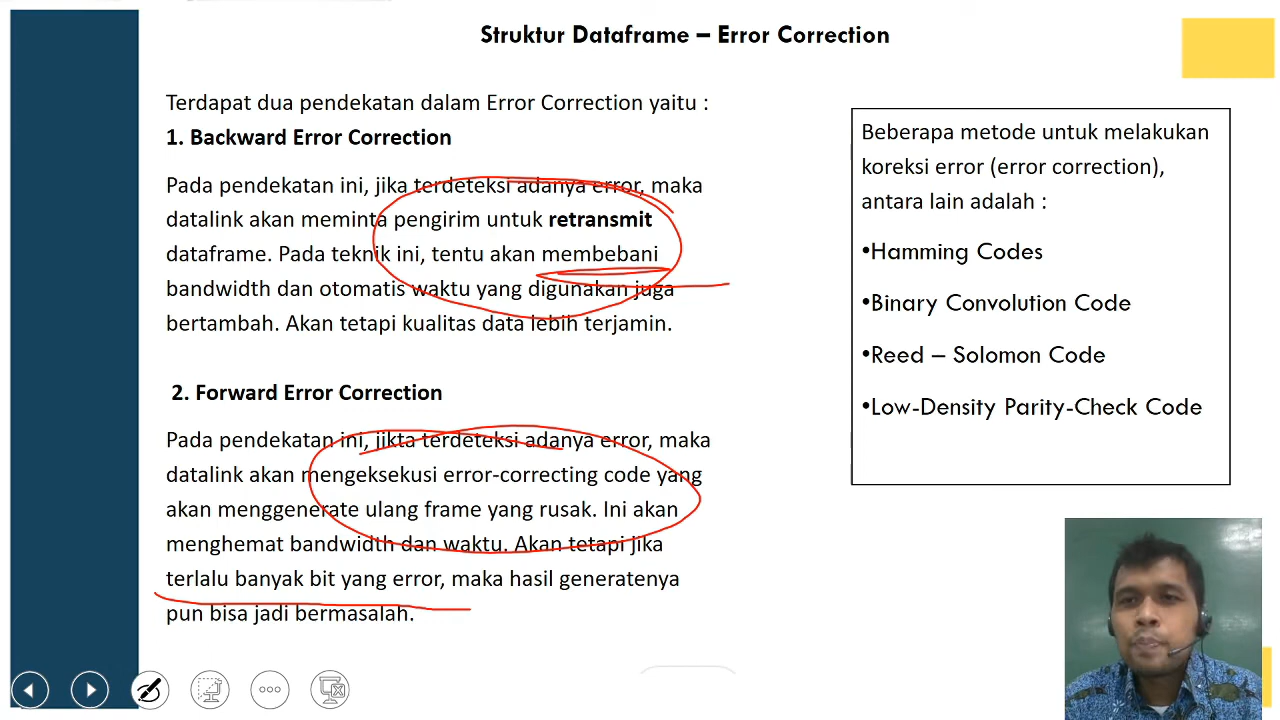 Struktur Dataframe – Error Correction
Terdapat dua pendekatan dalam Error Correction yaitu :
1. Backward Error Correction
Pada pendekatan ini, jika terdeteksi adanya error, maka
datalink akan meminta pengirim untuk retransmit
dataframe. Pada teknik ini, tentu akan membebani
bandwidth dan otomatis waktu yang digunakan juga
bertambah. Akan tetapi kualitas data lebih terjamin.
2. Forward Error Correction
Pada pendekatan ini, jikta terdeteksi adanya error, maka
datalink akan mengeksekusi error-correcting code yang
akan menggenerate ulang frame yang rusak. Ini akan
menghemat bandwidth dan waktu. Akan tetapi jika
terlalu banyak bit yang error, maka hasil generatenya
pun bisa jadi bermasalah.
Beberapa metode untuk melakukan
koreksi error (error correction),
antara lain adalah :
•Hamming Codes
•Binary Convolution Code
•Reed – Solomon Code
•Low-Density Parity-Check Code